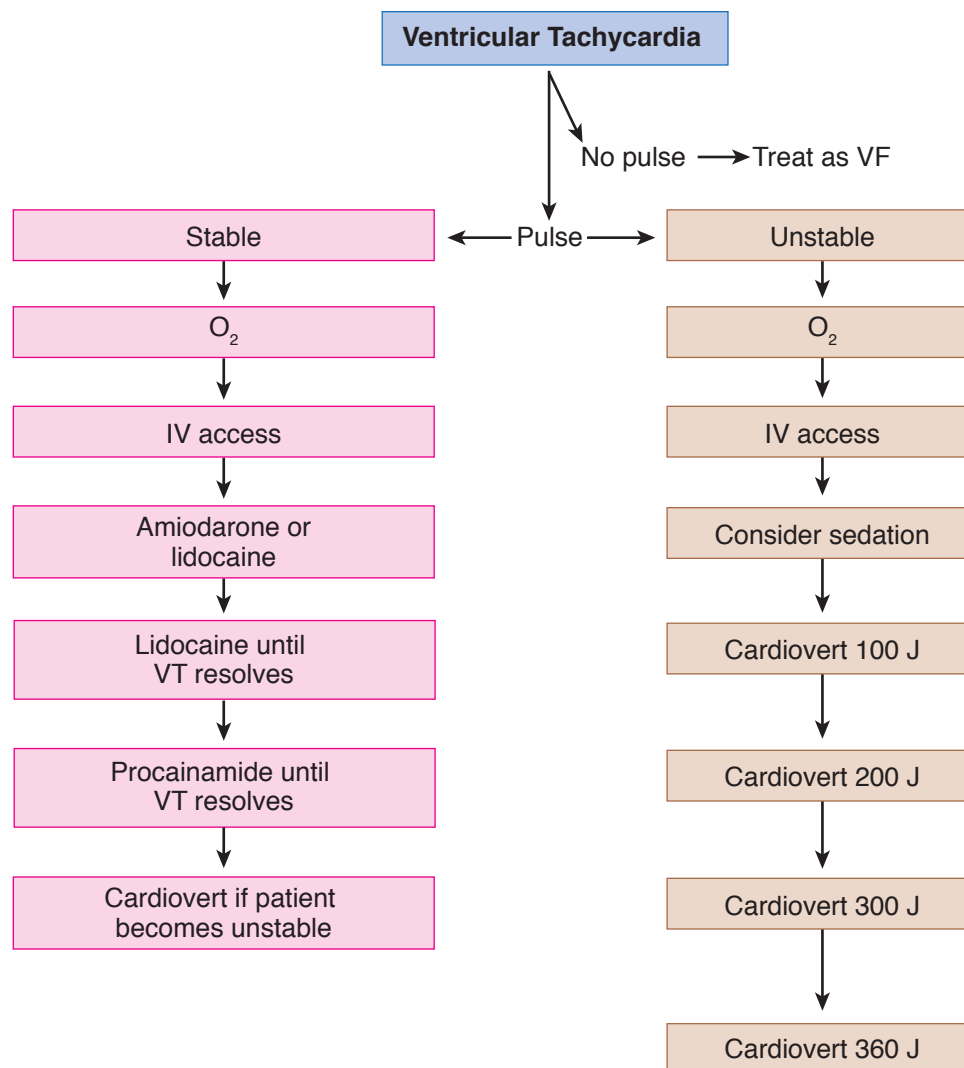 Ventricular Tachycardia
No pulse
Treat as VF
Stable
Pulse
Unstable
O₂
O₂
IV access
IV access
Amiodarone or
lidocaine
Consider sedation
Lidocaine until
VT resolves
Cardiovert 100 J
Procainamide until
VT resolves
Cardiovert 200 J
Cardiovert if patient
becomes unstable
Cardiovert 300 J
Cardiovert 360 J